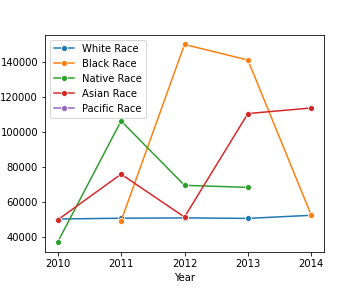 White Race
Black Race
Native Race
Asian Race
Pacific Race
140000
120000
100000
80000
60000
40000
2010 2011 2012 2013 2014
Year